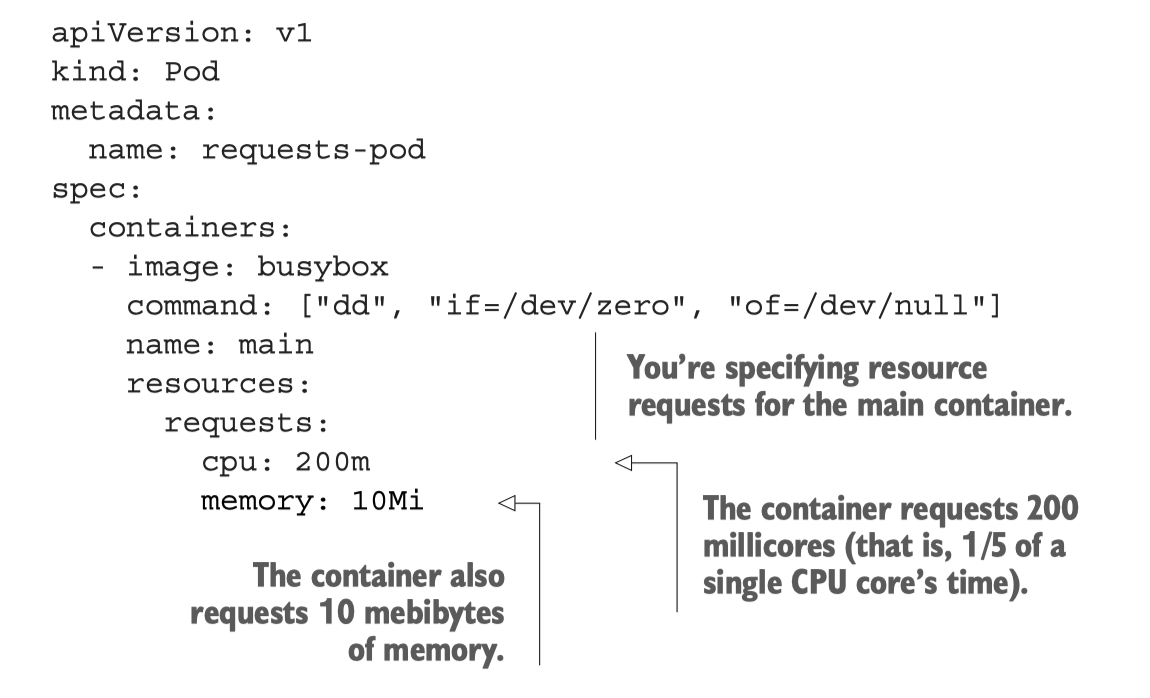 apiVersion: v1
kind: Pod
metadata:
  name: requests-pod
spec:
  containers:
  - image: busybox
    command: ["dd", "if=/dev/zero", "of=/dev/null"]
    name: main
    resources:
      requests:
        cpu: 200m
        memory: 10Mi
You’re specifying resource
requests for the main container.
The container requests 200
millicores (that is, 1/5 of a
single CPU core’s time).
The container also
requests 10 mebibytes
of memory.